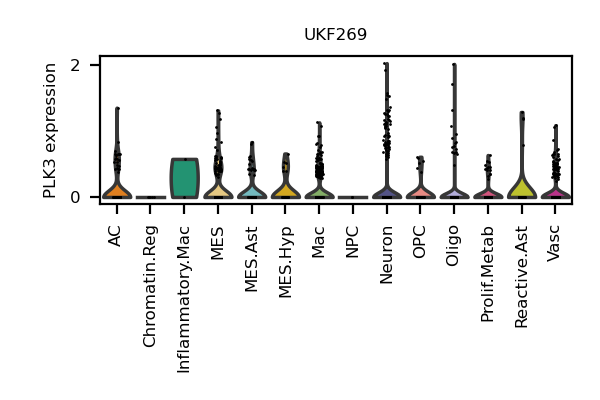 UKF269
PLK3 expression
2
0
AC
Chromatin.Reg
Inflammatory.Mac
MES
MES.Ast
MES.Hyp
Mac
NPC
Neuron
OPC
Oligo
Prolif.Metab
Reactive.Ast
Vasc